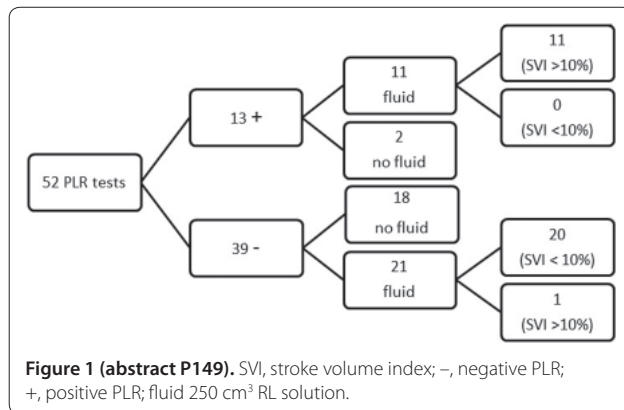 52 PLR tests
13 +
39 -
11
fluid
2
no fluid
18
no fluid
21
fluid
11
(SVI >10%)
0
(SVI <10%)
20
(SVI < 10%)
1
(SVI >10%)
Figure 1 (abstract P149). SVI, stroke volume index; –, negative PLR;
+, positive PLR; fluid 250 cm³ RL solution.